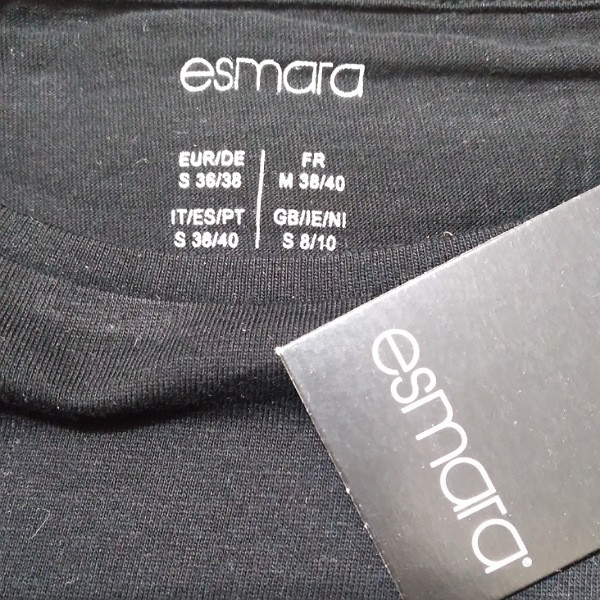 esmara
EUR/DE FR
S 36/38 M 38/40
IT/ES/PT GB/IE/NI
S 38/40 S 8/10
esmara®